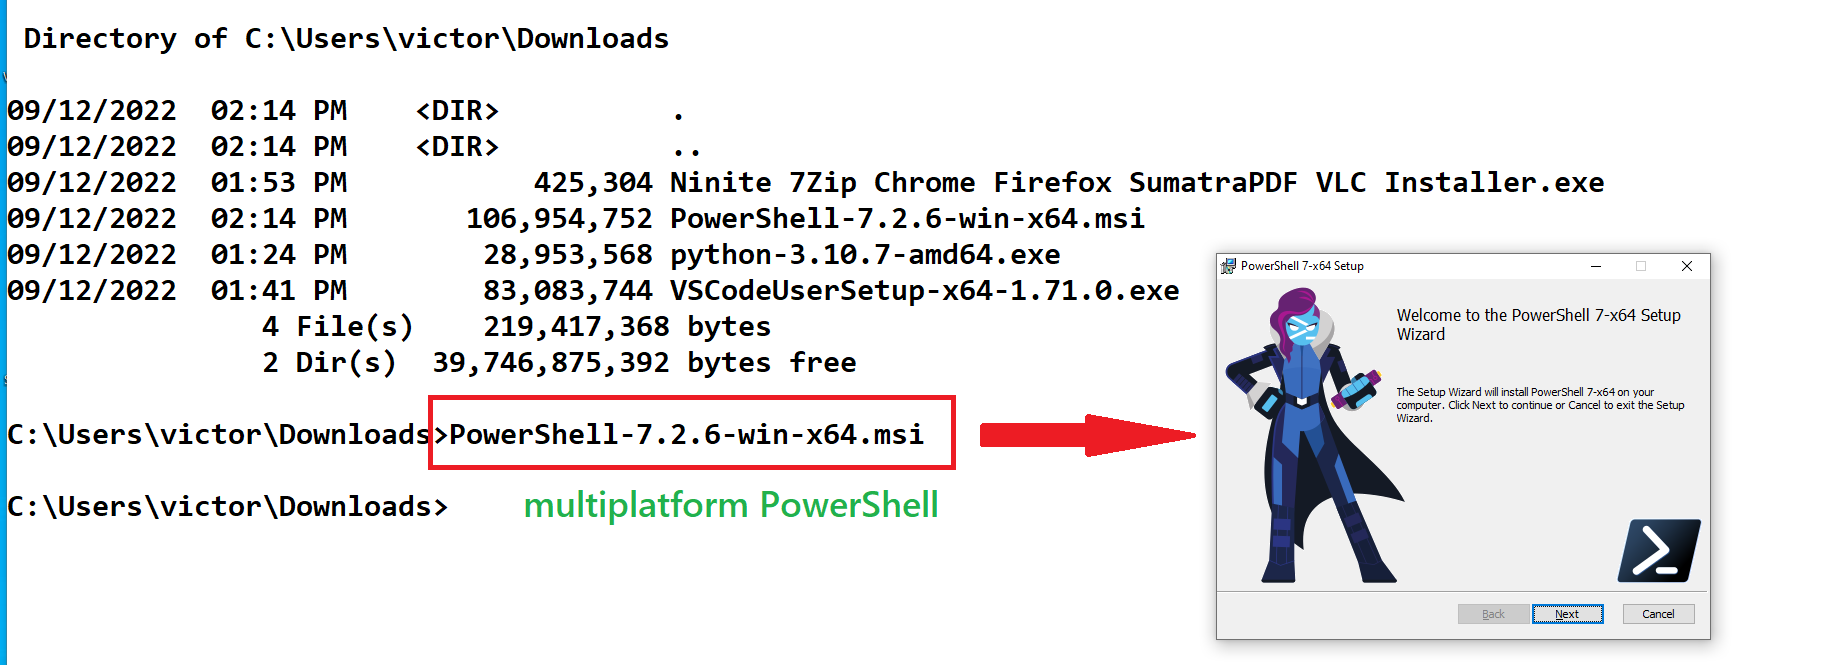 Directory of C:\Users\victor\Downloads
09/12/2022  02:14 PM    <DIR>          .
09/12/2022  02:14 PM    <DIR>          ..
09/12/2022  01:53 PM           425,304 Ninite 7Zip Chrome Firefox SumatraPDF VLC Installer.exe
09/12/2022  02:14 PM       106,954,752 PowerShell-7.2.6-win-x64.msi
09/12/2022  01:24 PM        28,953,568 python-3.10.7-amd64.exe
09/12/2022  01:41 PM        83,083,744 VSCodeUserSetup-x64-1.71.0.exe
4 File(s)    219,417,368 bytes
2 Dir(s)  39,746,875,392 bytes free
C:\Users\victor\Downloads>PowerShell-7.2.6-win-x64.msi
C:\Users\victor\Downloads>
multiplatform PowerShell
PowerShell 7-x64 Setup
Welcome to the PowerShell 7-x64 Setup
Wizard
The Setup Wizard will install PowerShell 7-x64 on your
computer. Click Next to continue or Cancel to exit the Setup
Wizard.
Back
Next
Cancel